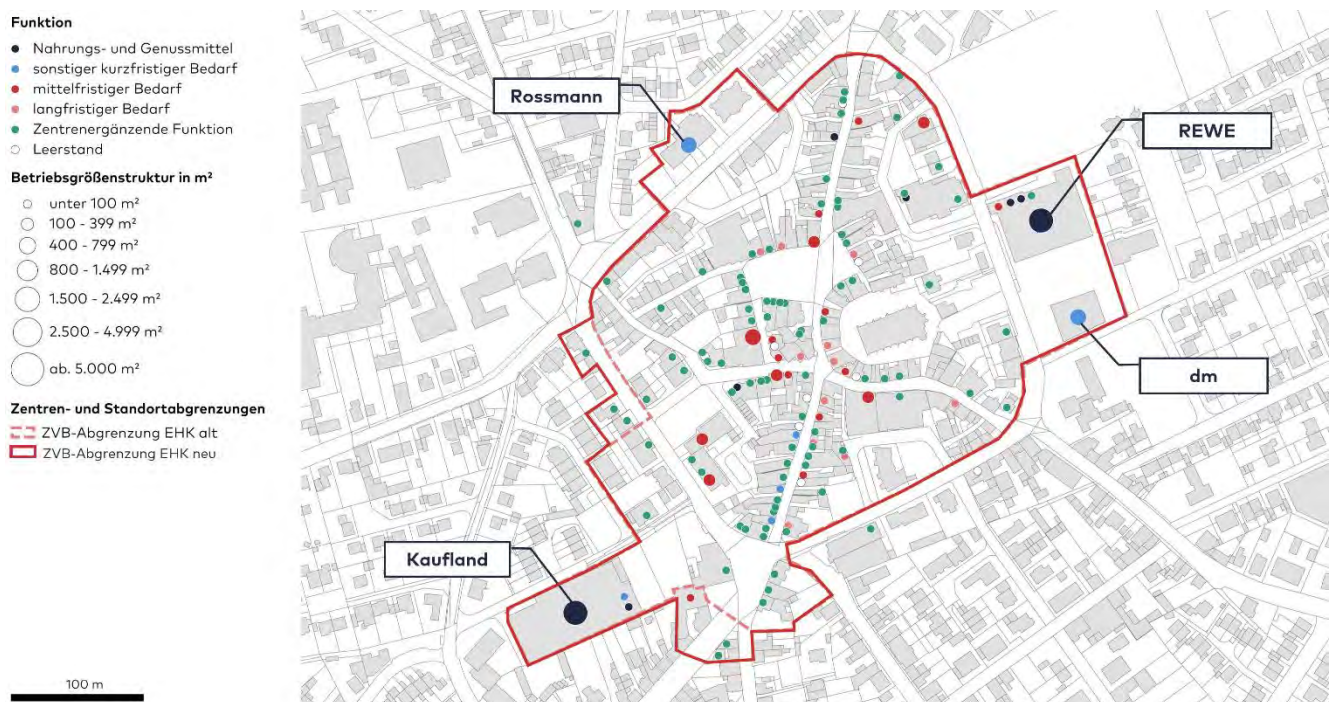 Funktion
Nahrungs- und Genussmittel
sonstiger kurzfristiger Bedarf
mittelfristiger Bedarf
langfristiger Bedarf
Zentrenergänzende Funktion
Leerstand
Betriebsgrößenstruktur in m²
unter 100 m²
100 - 399 m²
400 - 799 m²
800 - 1.499 m²
1.500 - 2.499 m²
2.500 - 4.999 m²
ab. 5.000 m²
Zentren- und Standortabgrenzungen
ZVB-Abgrenzung EHK alt
ZVB-Abgrenzung EHK neu
100 m
Rossmann
REWE
dm
Kaufland